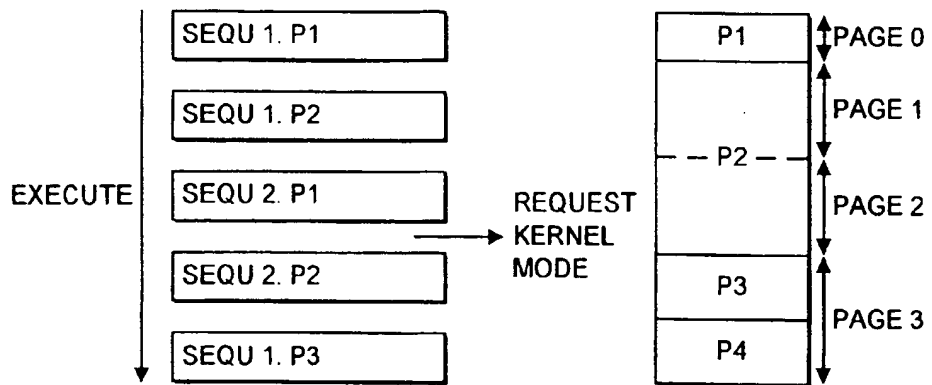 SEQU 1. P1
SEQU 1. P2
EXECUTE
SEQU 2. P1
SEQU 2. P2
SEQU 1. P3
REQUEST
KERNEL
MODE
P1
P2
P3
P4
PAGE 0
PAGE 1
PAGE 2
PAGE 3